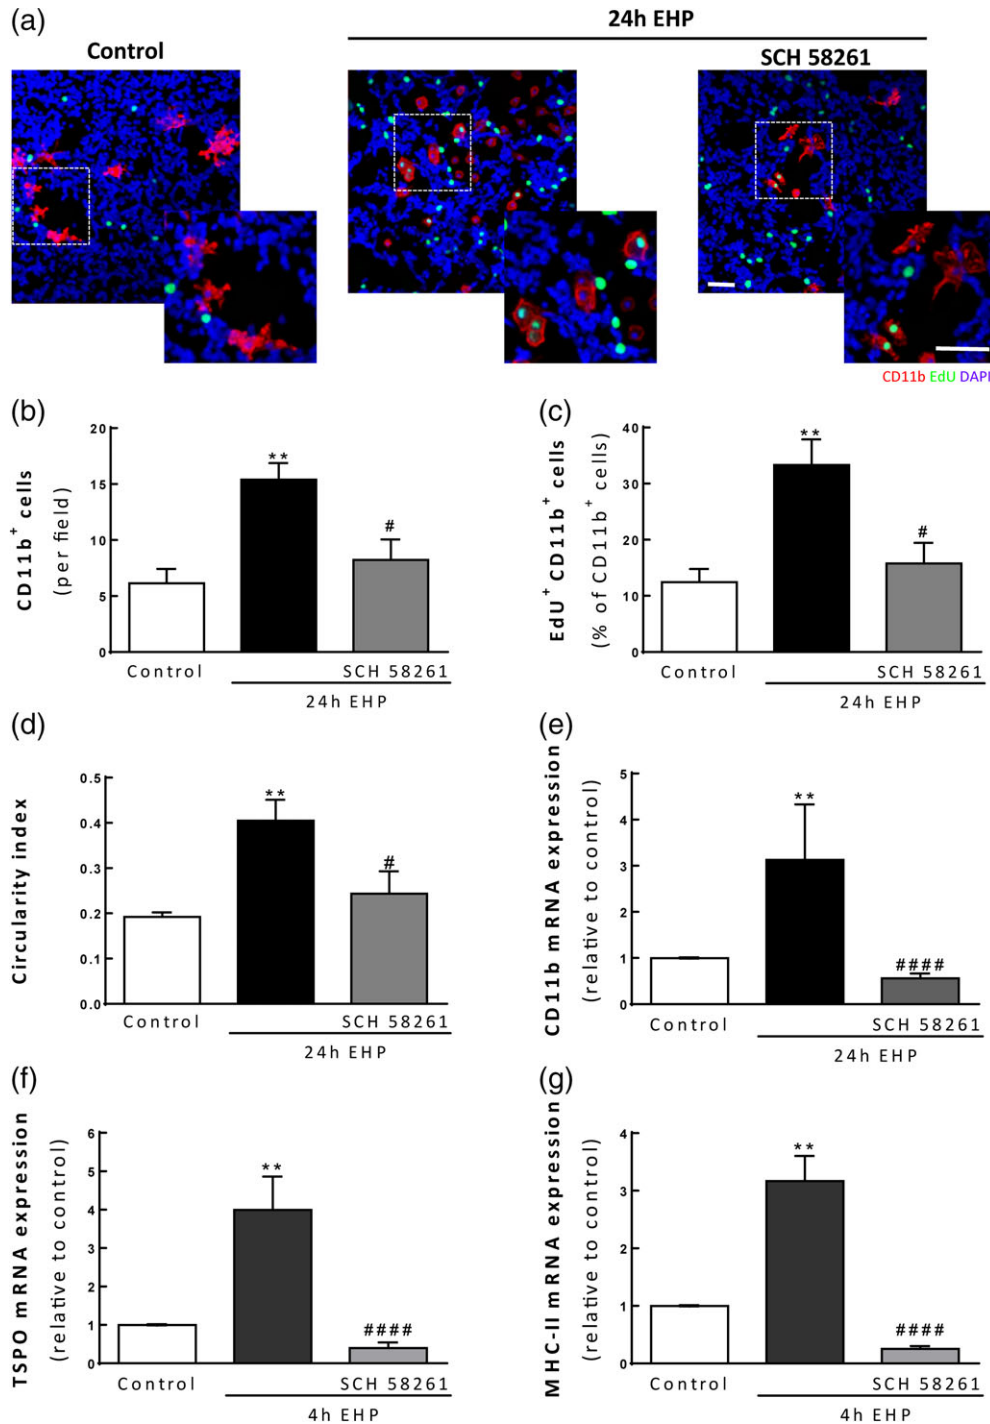 (a)
24h EHP
Control
SCH 58261
CD11b EdU DAPI
(b)
CD11b⁺ cells
(per field)
20
15
10
5
0
**
#
Control
SCH 58261
24h EHP
(c)
EdU⁺ CD11b⁺ cells
(% of CD11b⁺ cells)
40
30
20
10
0
**
#
Control
SCH 58261
24h EHP
(d)
Circularity index
0.5
0.4
0.3
0.2
0.1
0.0
**
#
Control
SCH 58261
24h EHP
(e)
CD11b mRNA expression
(relative to control)
5
4
3
2
1
0
**
####
Control
SCH 58261
24h EHP
(f)
TSPO mRNA expression
(relative to control)
6
5
4
3
2
1
0
**
####
Control
SCH 58261
4h EHP
(g)
MHC-II mRNA expression
(relative to control)
4
3
2
1
0
**
####
Control
SCH 58261
4h EHP